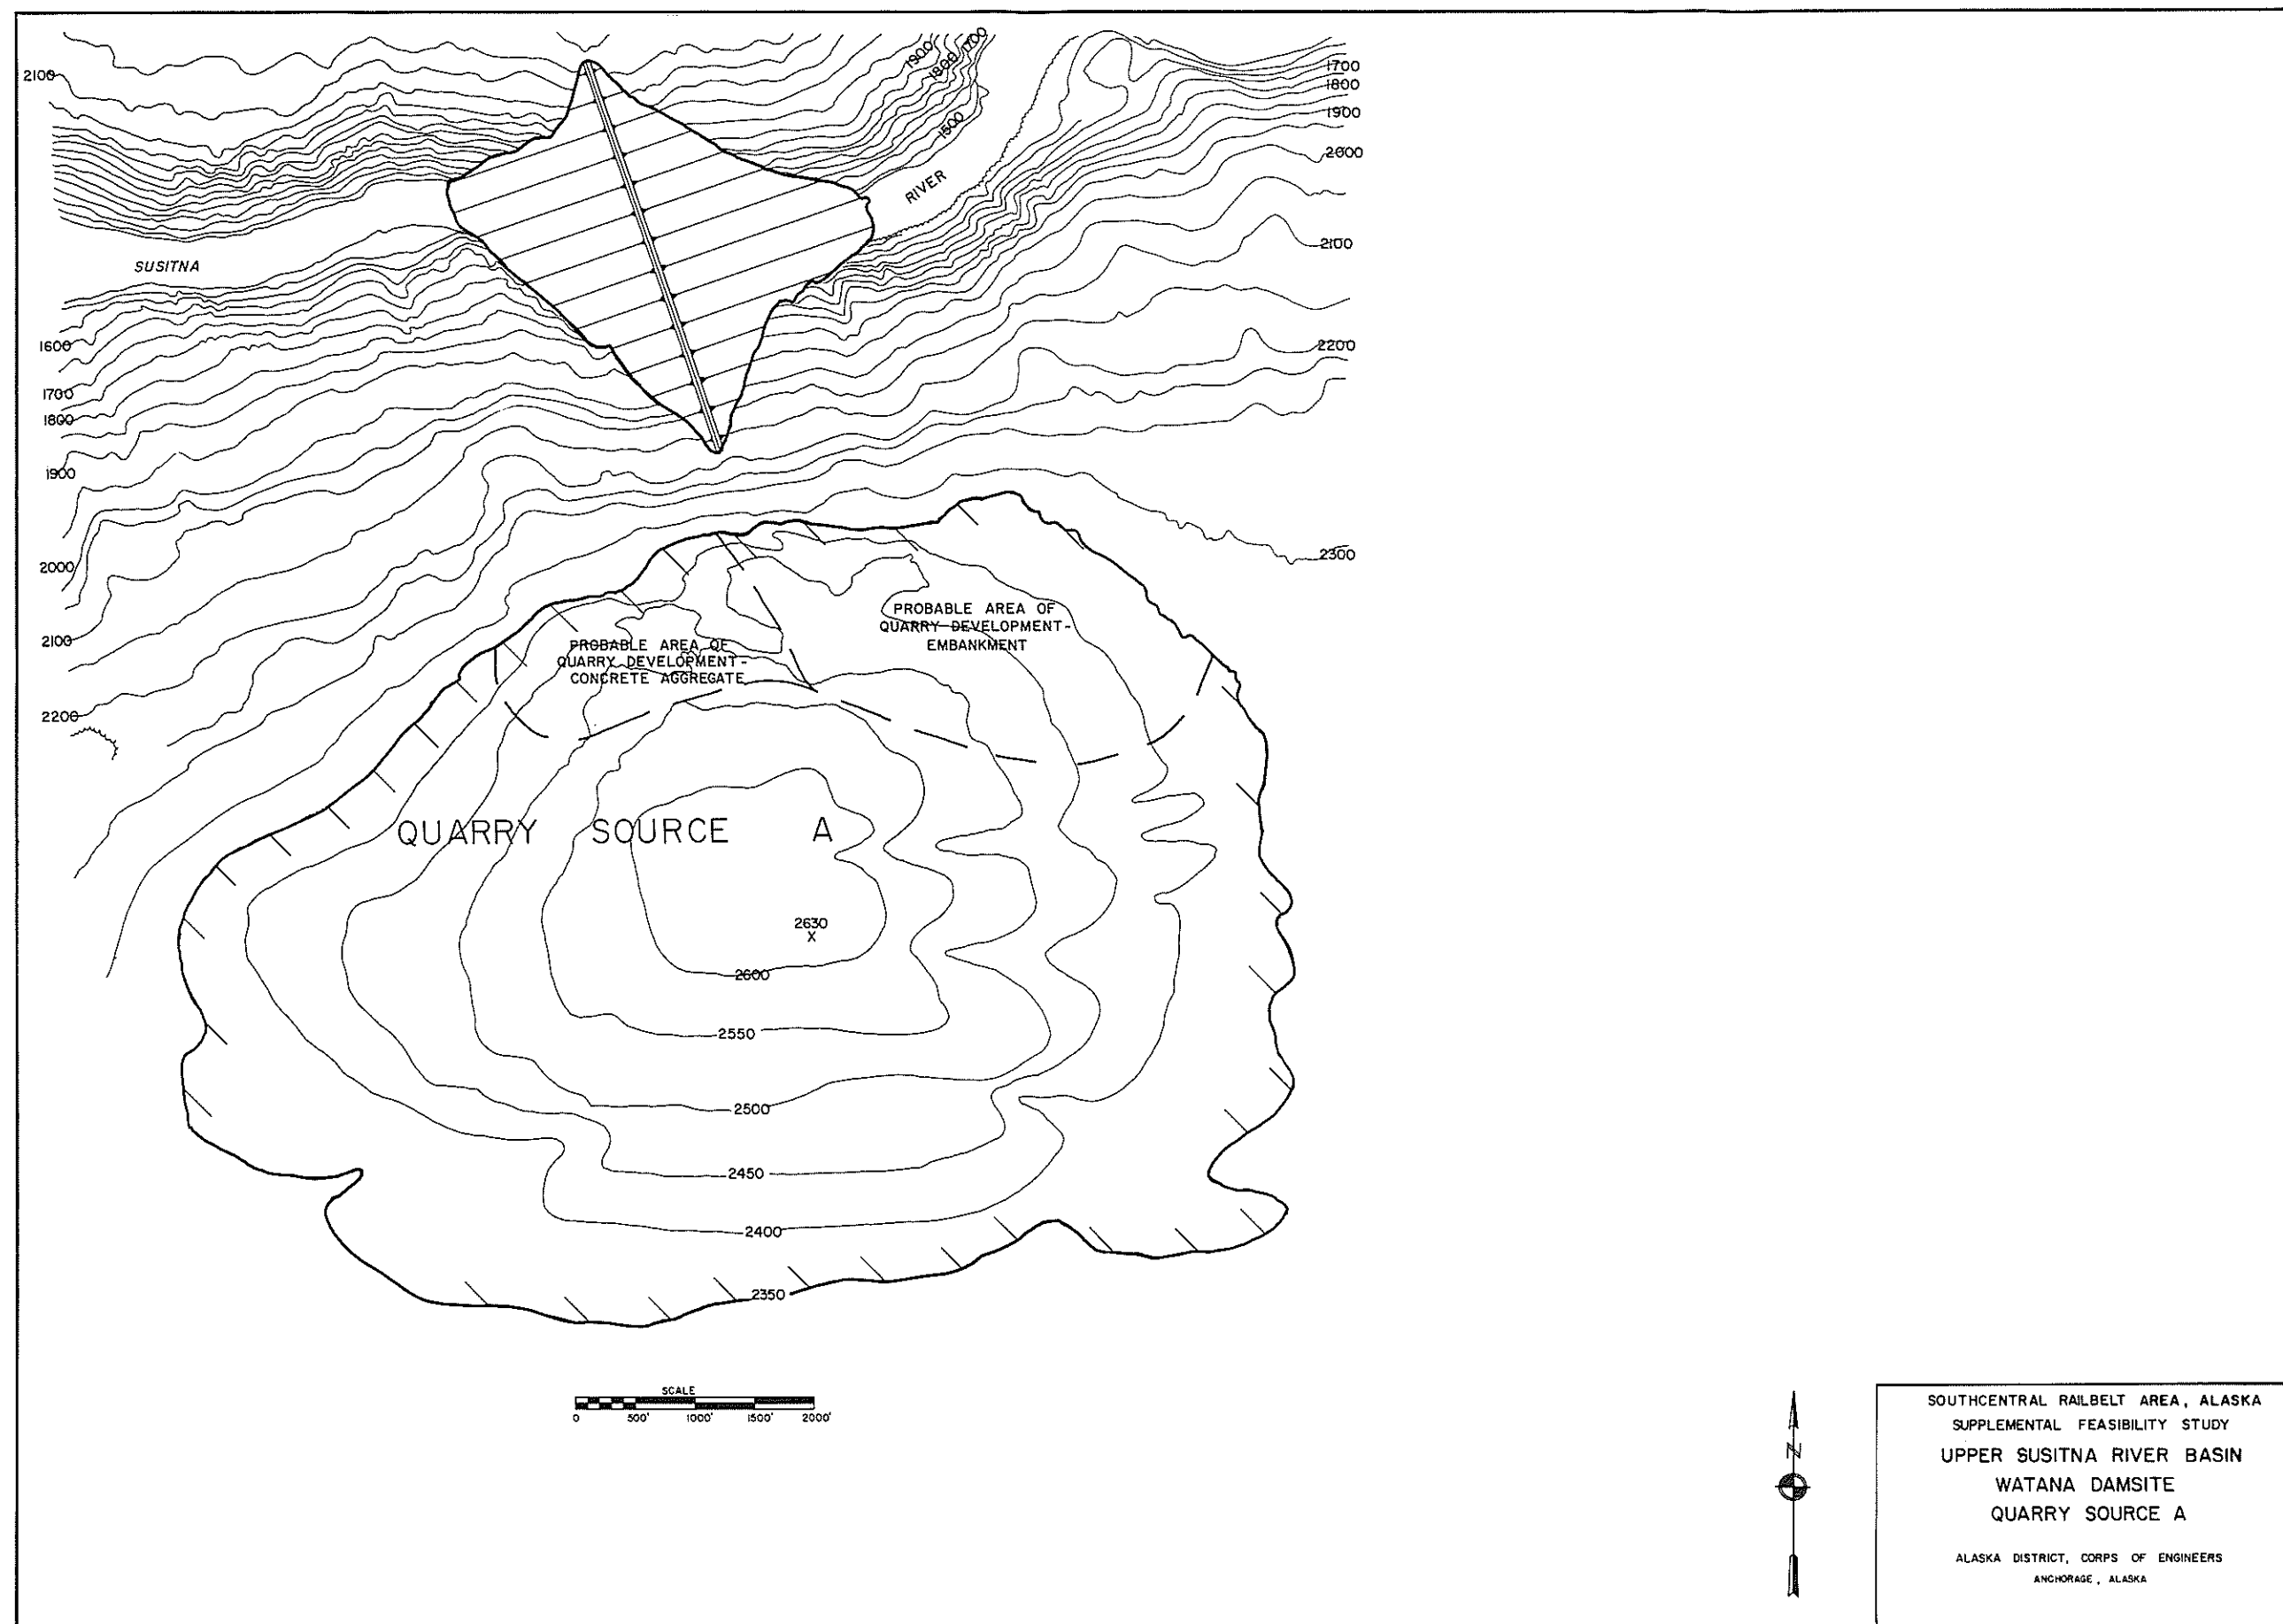 2100
1900
1800
1700
1500
1700
1800
1900
2000
2100
2200
2300
RIVER
SUSITNA
1600
1700
1800
1900
2000
2100
2200
PROBABLE AREA OF
QUARRY DEVELOPMENT-
EMBANKMENT
PROBABLE AREA OF
QUARRY DEVELOPMENT-
CONCRETE AGGREGATE
QUARRY SOURCE A
2630
X
2600
2550
2500
2450
2400
2350
SCALE
0 500' 1000' 1500' 2000'
N
SOUTHCENTRAL RAILBELT AREA, ALASKA
SUPPLEMENTAL FEASIBILITY STUDY
UPPER SUSITNA RIVER BASIN
WATANA DAMSITE
QUARRY SOURCE A
ALASKA DISTRICT, CORPS OF ENGINEERS
ANCHORAGE, ALASKA